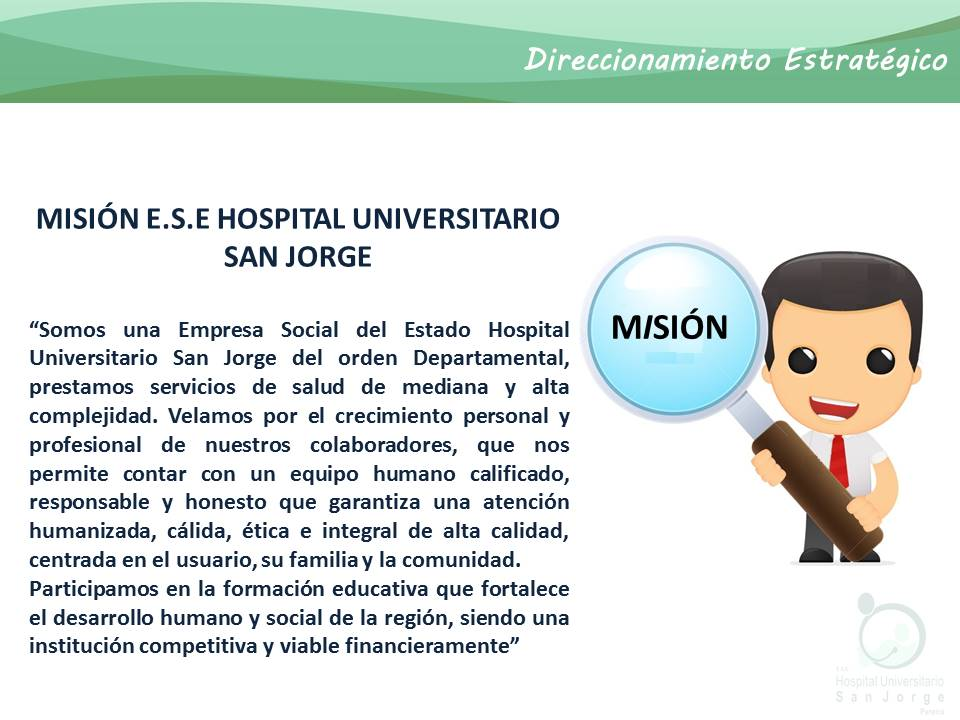 Direccionamiento Estratégico
MISIÓN E.S.E HOSPITAL UNIVERSITARIO
SAN JORGE
“Somos una Empresa Social del Estado Hospital
Universitario San Jorge del orden Departamental,
prestamos servicios de salud de mediana y alta
complejidad. Velamos por el crecimiento personal y
profesional de nuestros colaboradores, que nos
permite contar con un equipo humano calificado,
responsable y honesto que garantiza una atención
humanizada, cálida, ética e integral de alta calidad,
centrada en el usuario, su familia y la comunidad.
Participamos en la formación educativa que fortalece
el desarrollo humano y social de la región, siendo una
institución competitiva y viable financieramente”
MISIÓN
E.S.E.
Hospital Universitario
San Jorge
Pereira